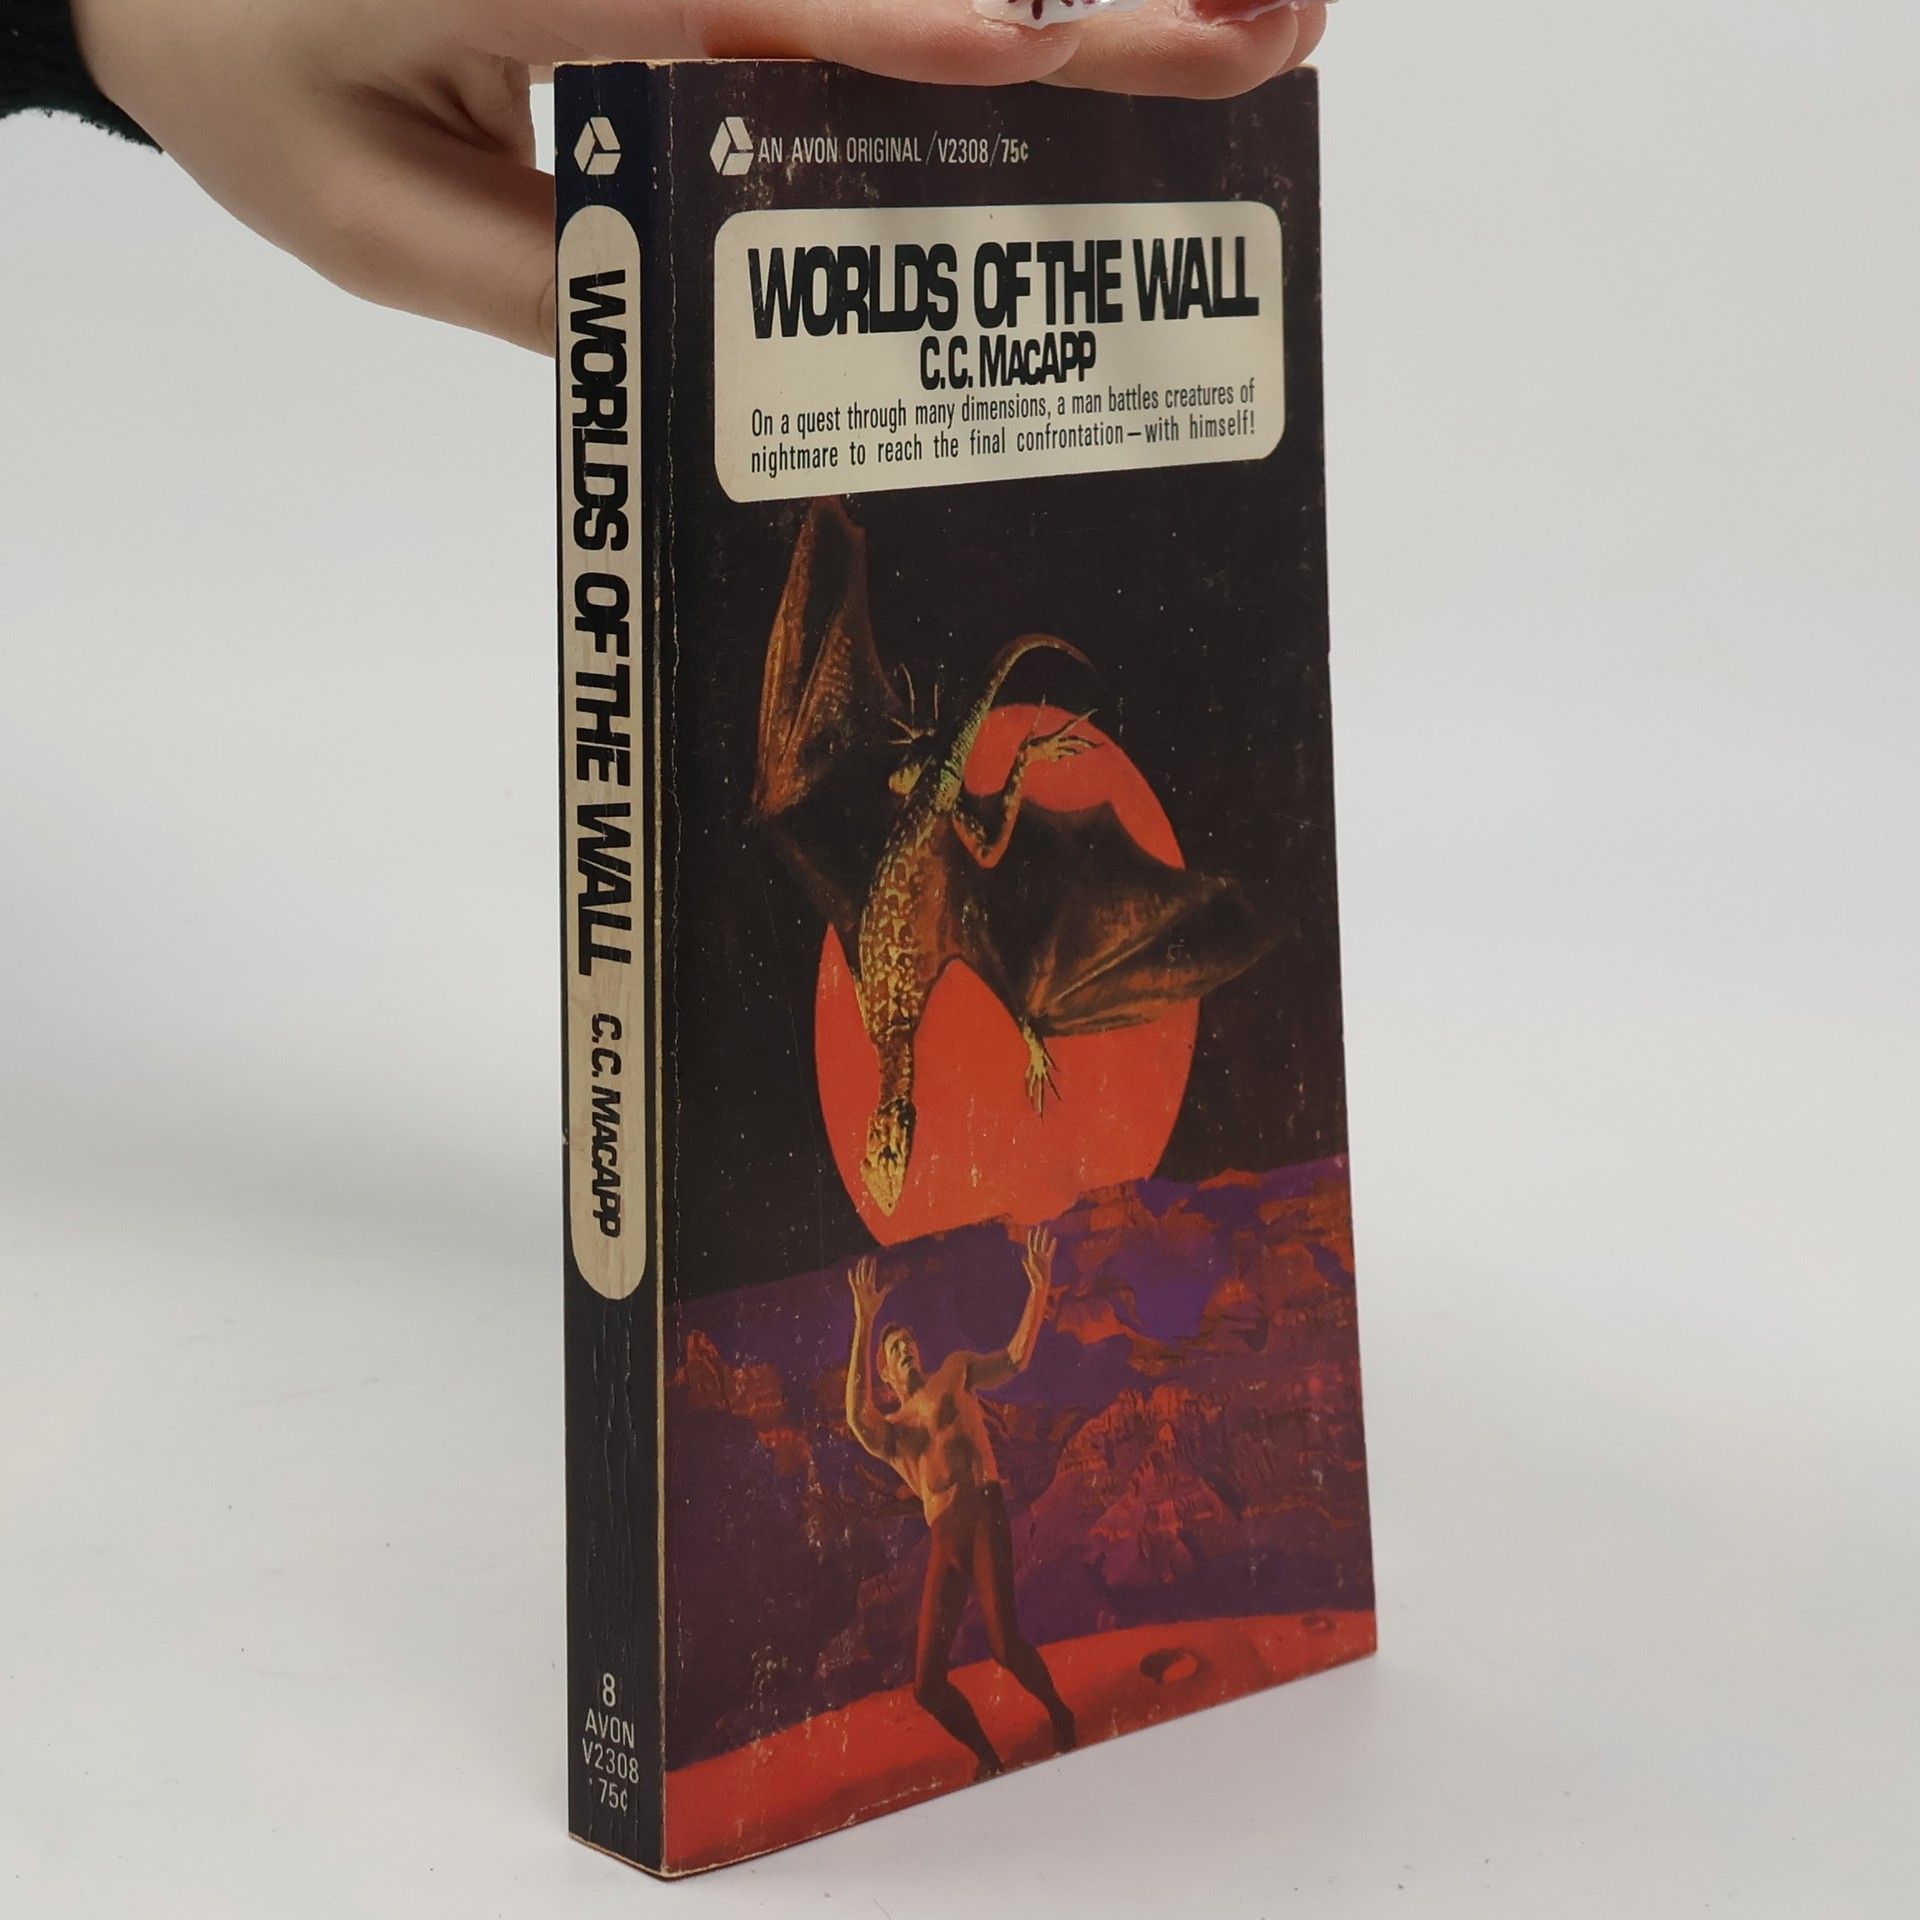 AN AVON ORIGINAL/V2308/75¢
WORLDS OF THE WALL
C.C. MACAPP
On a quest through many dimensions, a man battles creatures of
nightmare to reach the final confrontation—with himself!
WORLDS OF THE WALL C.C. MACAPP
8
AVON
V2308
75¢